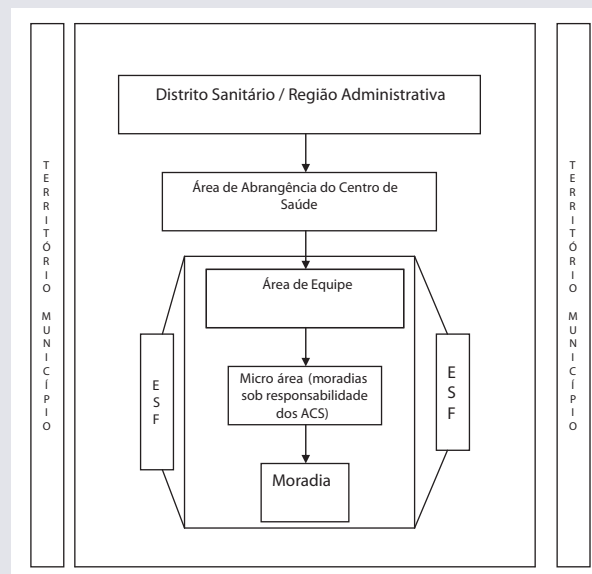 TERRITÓRIO MUNICÍPIO
Distrito Sanitário / Região Administrativa
Área de Abrangência do Centro de
Saúde
Área de Equipe
ESF
Micro área (moradias
sob responsabilidade
dos ACS)
ESF
Moradia
TERRITÓRIO MUNICÍPIO